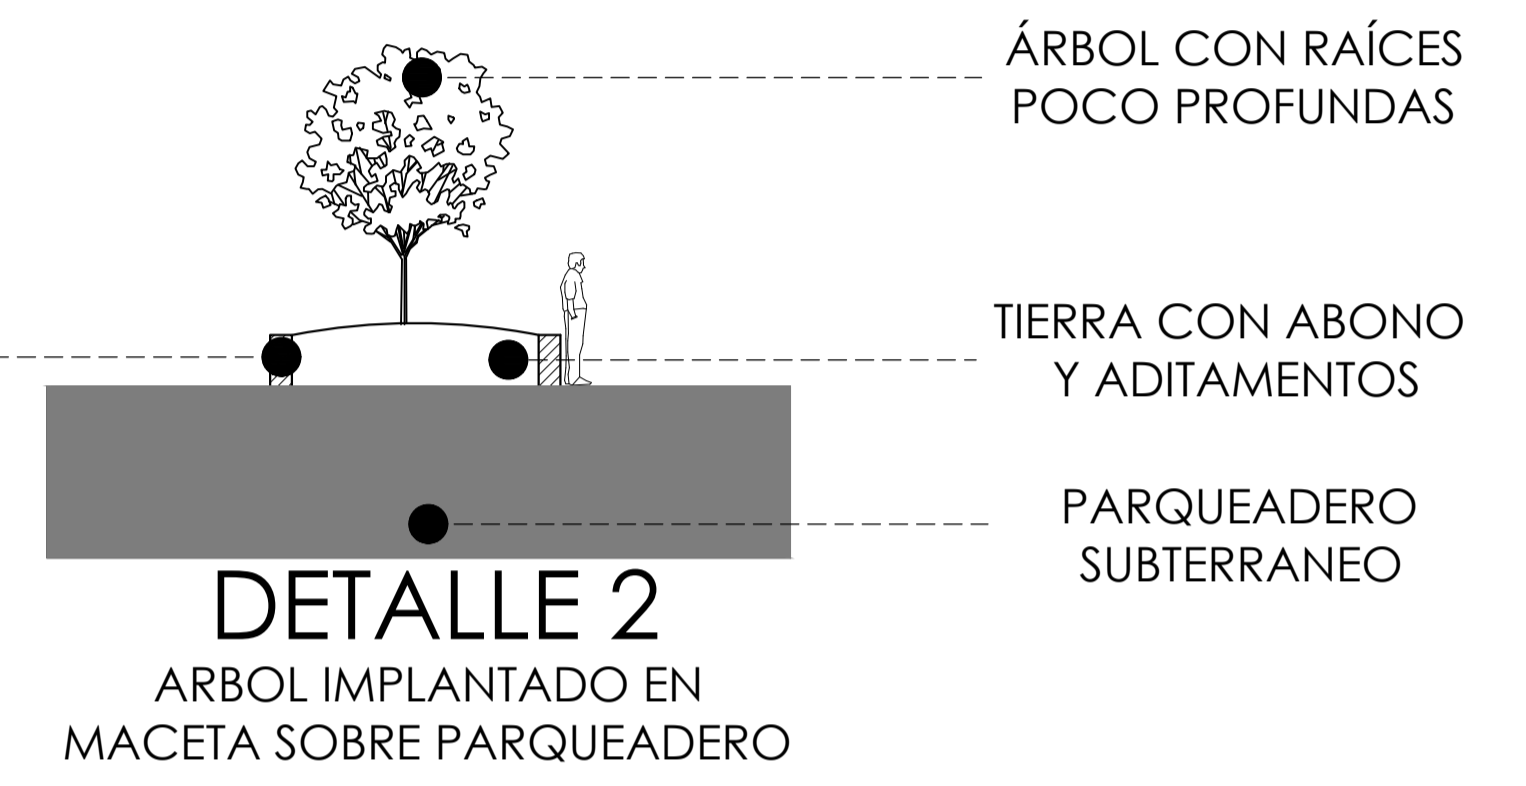 ÁRBOL CON RAÍCES
POCO PROFUNDAS
TIERRA CON ABONO
Y ADITAMENTOS
PARQUEADERO
SUBTERRANEO
DETALLE 2
ARBOL IMPLANTADO EN
MACETA SOBRE PARQUEADERO